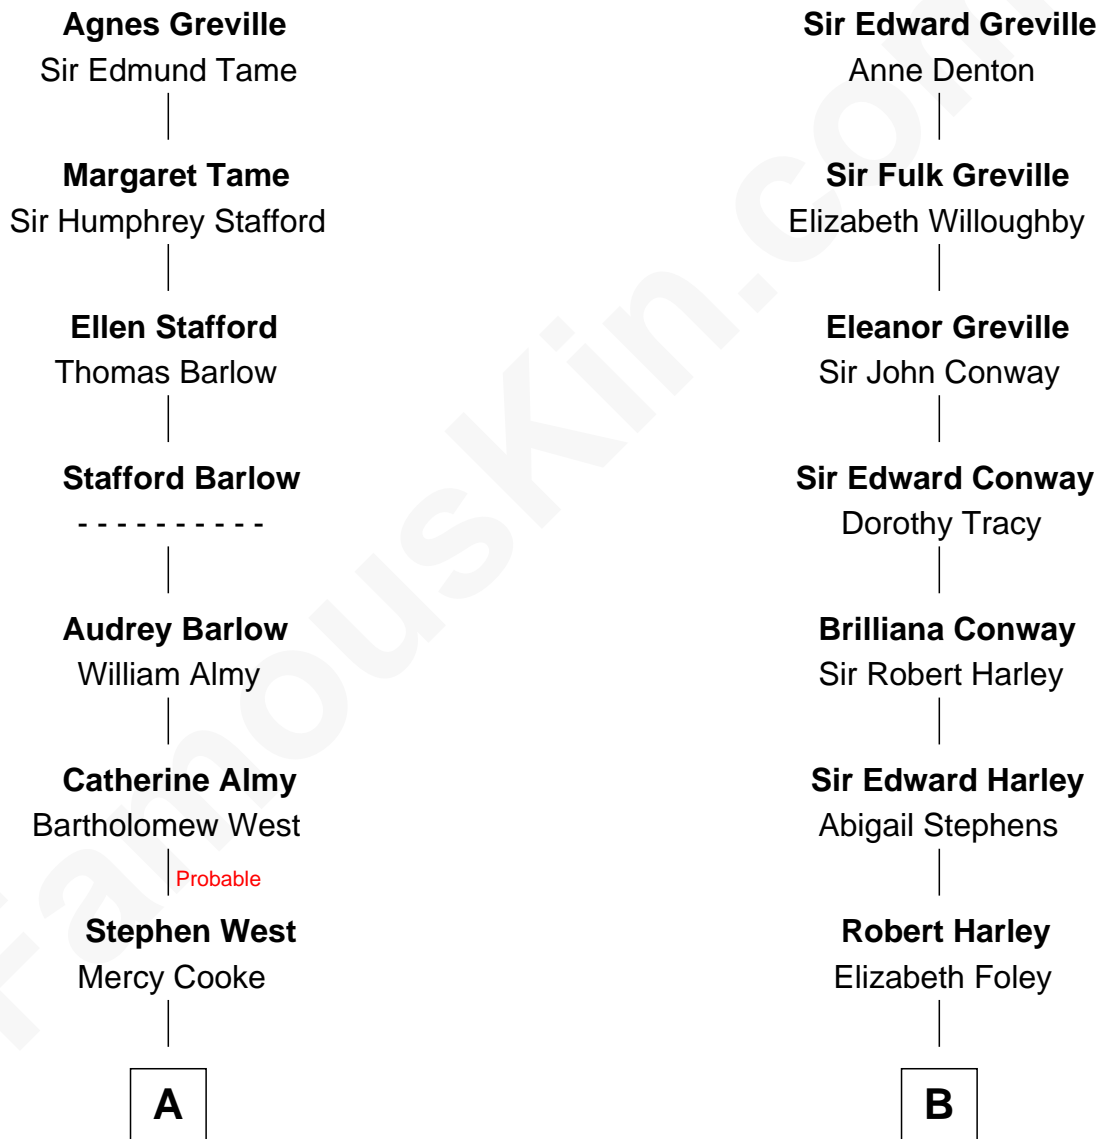 Agnes Greville
Sir Edmund Tame
Margaret Tame
Sir Humphrey Stafford
Ellen Stafford
Thomas Barlow
Stafford Barlow
- - - - - - - - - -
Audrey Barlow
William Almy
Catherine Almy
Bartholomew West
Probable
Stephen West
Mercy Cooke
A
Sir Edward Greville
Anne Denton
Sir Fulk Greville
Elizabeth Willoughby
Eleanor Greville
Sir John Conway
Sir Edward Conway
Dorothy Tracy
Brilliana Conway
Sir Robert Harley
Sir Edward Harley
Abigail Stephens
Robert Harley
Elizabeth Foley
B
FamousKin.com